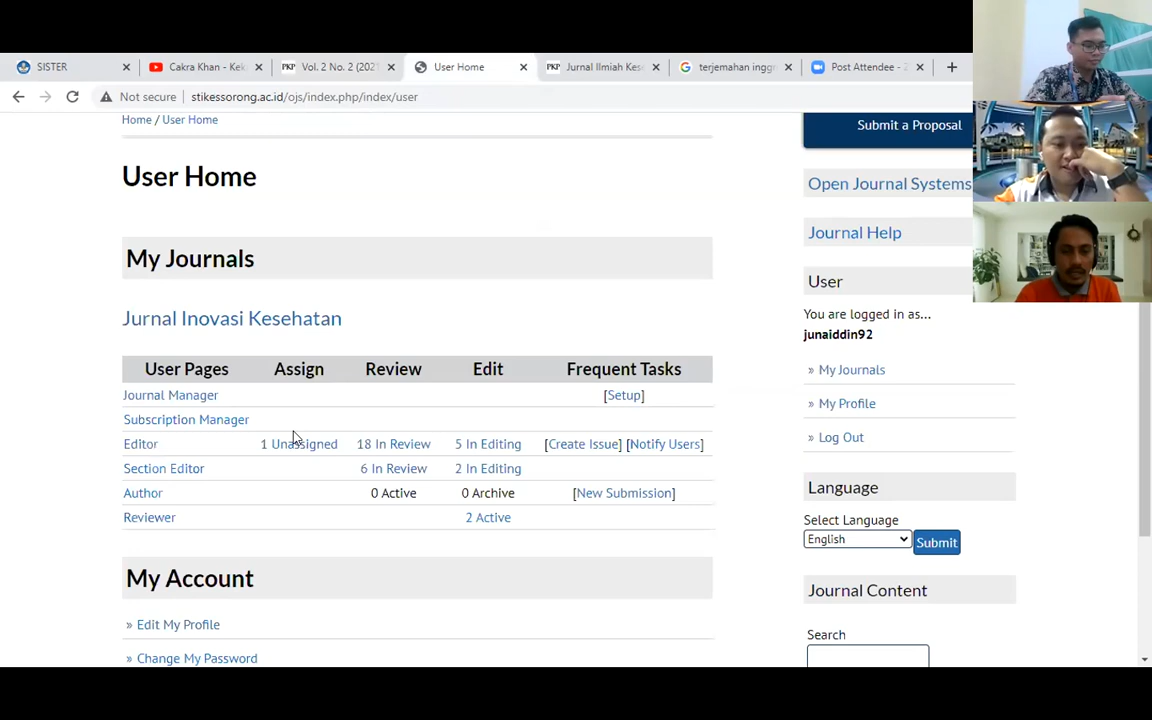 SISTER
Cakra Khan - Kek
PKP Vol. 2 No. 2 (2021
User Home
PKP Jurnal Ilmiah Kes
terjemahan inggr
Post Attendee - Z
Not secure
stikessorong.ac.id/ojs/index.php/index/user
Home / User Home
Submit a Proposal
User Home
Open Journal Systems
Journal Help
My Journals
User
You are logged in as...
junaiddin92
Jurnal Inovasi Kesehatan
User Pages Assign Review Edit Frequent Tasks
Journal Manager [Setup]
Subscription Manager
Editor 1 Unassigned 18 In Review 5 In Editing [Create Issue] [Notify Users]
Section Editor 6 In Review 2 In Editing
Author 0 Active 0 Archive [New Submission]
Reviewer 2 Active
» My Journals
» My Profile
» Log Out
Language
Select Language
English Submit
My Account
» Edit My Profile
» Change My Password
Journal Content
Search